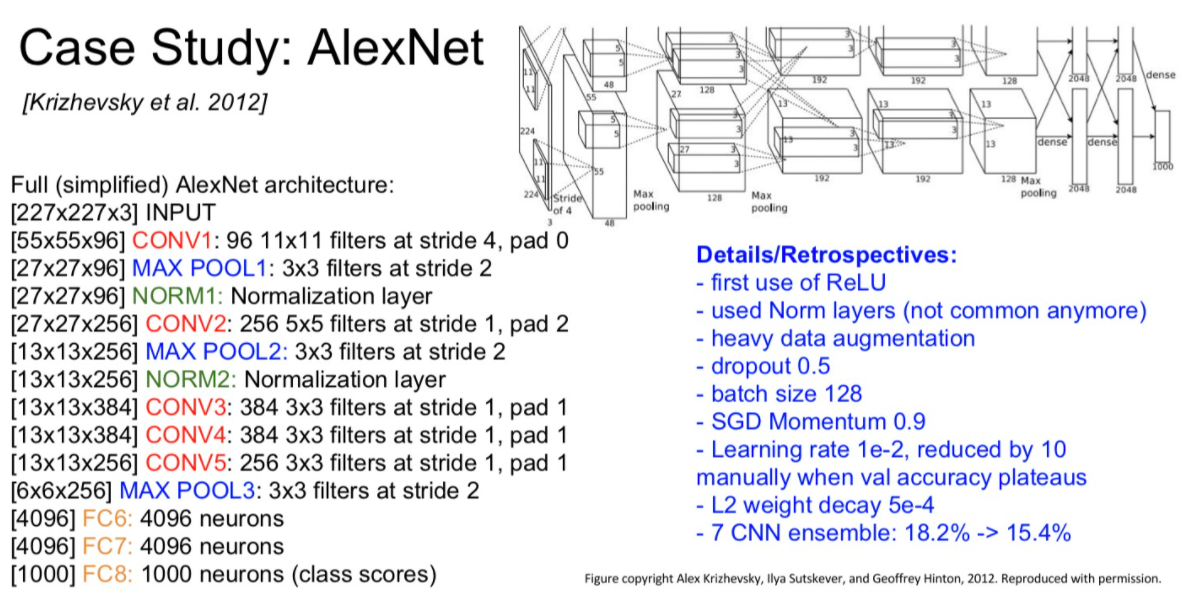 Case Study: AlexNet
[Krizhevsky et al. 2012]
Full (simplified) AlexNet architecture:
[227x227x3] INPUT
[55x55x96] CONV1: 96 11x11 filters at stride 4, pad 0
[27x27x96] MAX POOL1: 3x3 filters at stride 2
[27x27x96] NORM1: Normalization layer
[27x27x256] CONV2: 256 5x5 filters at stride 1, pad 2
[13x13x256] MAX POOL2: 3x3 filters at stride 2
[13x13x256] NORM2: Normalization layer
[13x13x384] CONV3: 384 3x3 filters at stride 1, pad 1
[13x13x384] CONV4: 384 3x3 filters at stride 1, pad 1
[13x13x256] CONV5: 256 3x3 filters at stride 1, pad 1
[6x6x256] MAX POOL3: 3x3 filters at stride 2
[4096] FC6: 4096 neurons
[4096] FC7: 4096 neurons
[1000] FC8: 1000 neurons (class scores)
11
11
5
5
48
55
224
3
3
3
27
128
3
3
192
3
3
192
128
2048
2048
dense
11
11
224
3
Stride
of 4
5
5
55
48
Max
pooling
3
3
27
3
3
128
Max
pooling
13
3
3
13
192
13
3
3
13
192
13
13
128
Max
pooling
dense
dense
2048
2048
1000
Details/Retrospectives:
- first use of ReLU
- used Norm layers (not common anymore)
- heavy data augmentation
- dropout 0.5
- batch size 128
- SGD Momentum 0.9
- Learning rate 1e-2, reduced by 10
manually when val accuracy plateaus
- L2 weight decay 5e-4
- 7 CNN ensemble: 18.2% -> 15.4%
Figure copyright Alex Krizhevsky, Ilya Sutskever, and Geoffrey Hinton, 2012. Reproduced with permission.